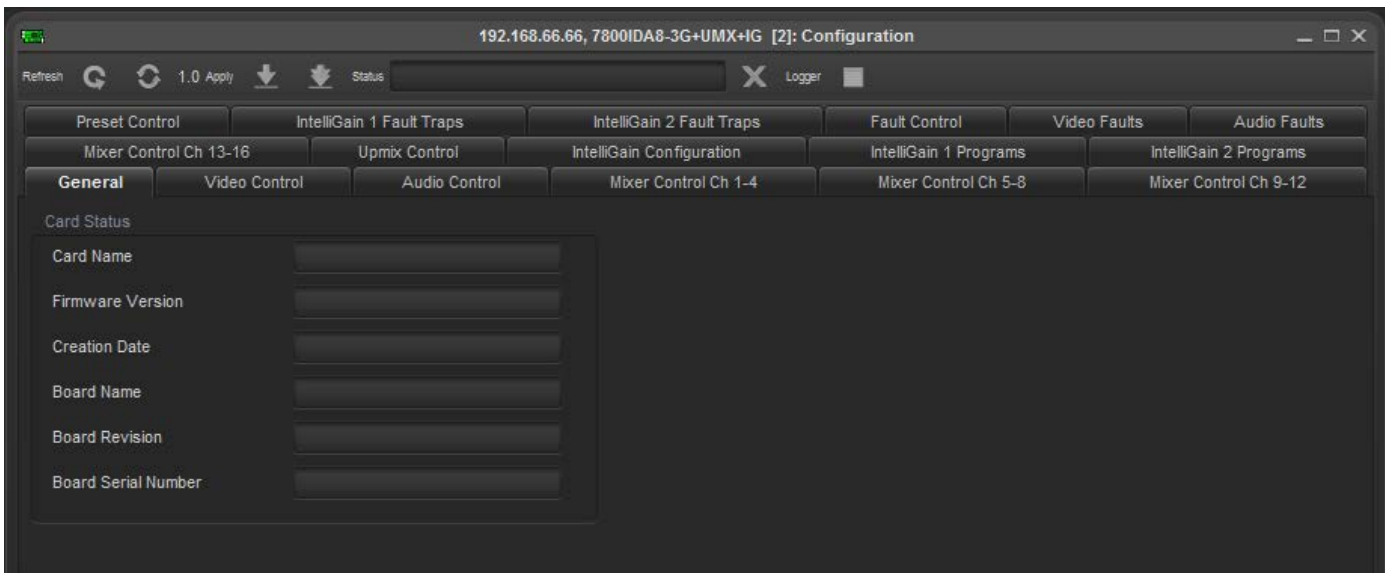 192.168.66.66, 7800IDA8-3G+UMX+IG [2]: Configuration
Refresh 1.0 Apply Status Logger
Preset Control IntelliGain 1 Fault Traps IntelliGain 2 Fault Traps Fault Control Video Faults Audio Faults
Mixer Control Ch 13-16 Upmix Control IntelliGain Configuration IntelliGain 1 Programs IntelliGain 2 Programs
General Video Control Audio Control Mixer Control Ch 1-4 Mixer Control Ch 5-8 Mixer Control Ch 9-12
Card Status
Card Name
Firmware Version
Creation Date
Board Name
Board Revision
Board Serial Number